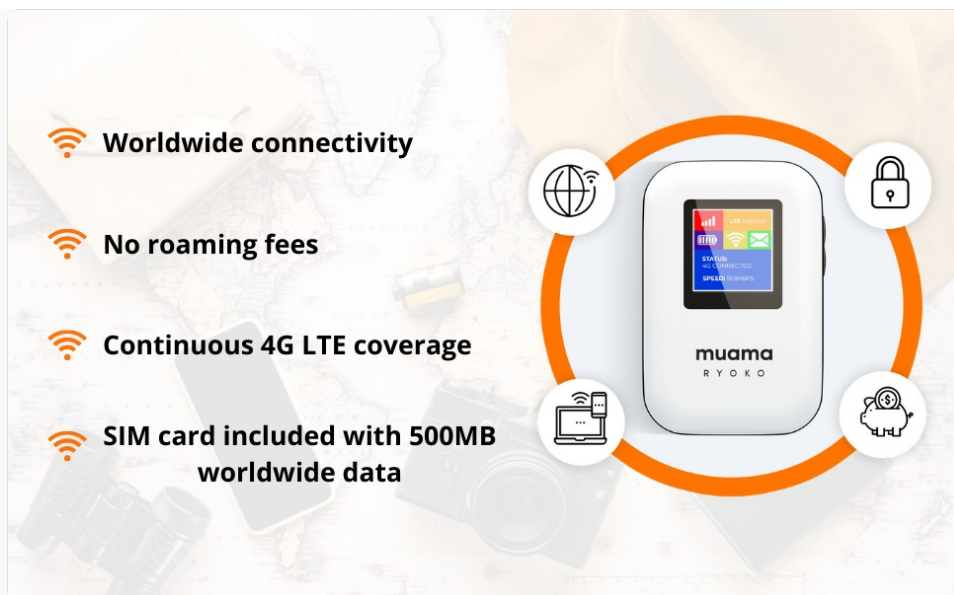 Worldwide connectivity
No roaming fees
Continuous 4G LTE coverage
SIM card included with 500MB
worldwide data
LTE
STATUS:
4G CONNECTED
SPEED: 150MBPS
muama
RYOKO